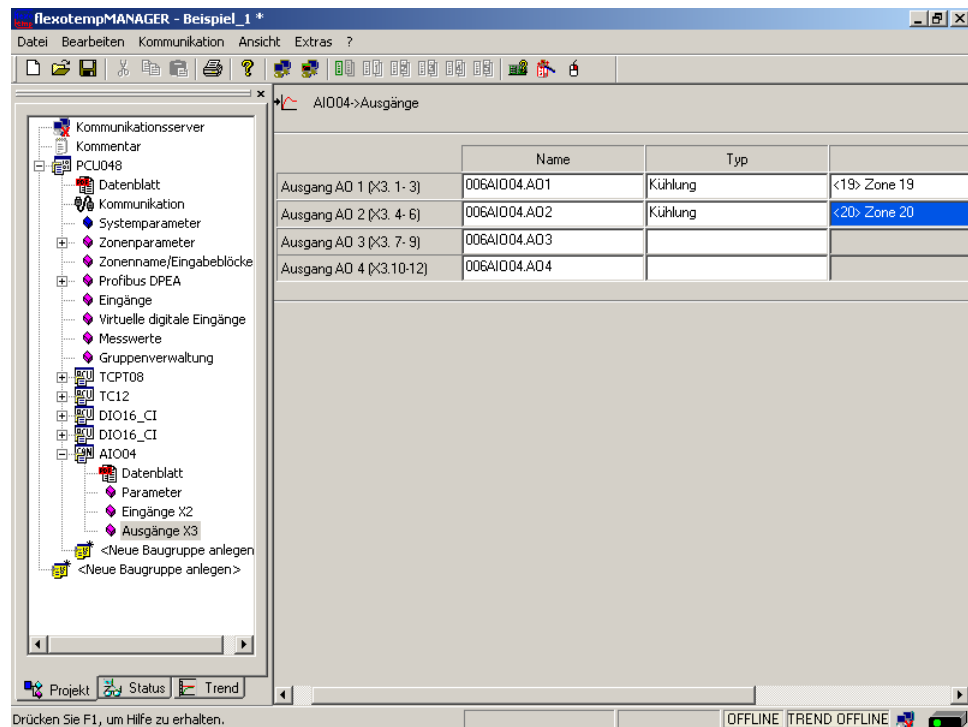 flexotempMANAGER - Beispiel_1 *
Datei Bearbeiten Kommunikation Ansicht Extras ?
AIO04->Ausgänge
Kommunikationsserver
Kommentar
PCU048
Datenblatt
Kommunikation
Systemparameter
Zonenparameter
Zonenname/Eingabeblöcke
Profibus DPEA
Eingänge
Virtuelle digitale Eingänge
Messwerte
Gruppenverwaltung
TCPT08
TC12
DIO16_CI
DIO16_CI
AIO04
Datenblatt
Parameter
Eingänge X2
Ausgänge X3
<Neue Baugruppe anlegen
<Neue Baugruppe anlegen>
Name Typ
Ausgang AO 1 (X3. 1- 3) 006AIO04.AO1 Kühlung <19> Zone 19
Ausgang AO 2 (X3. 4- 6) 006AIO04.AO2 Kühlung <20> Zone 20
Ausgang AO 3 (X3. 7- 9) 006AIO04.AO3
Ausgang AO 4 (X3.10-12) 006AIO04.AO4
Projekt Status Trend
Drücken Sie F1, um Hilfe zu erhalten.
OFFLINE TREND OFFLINE